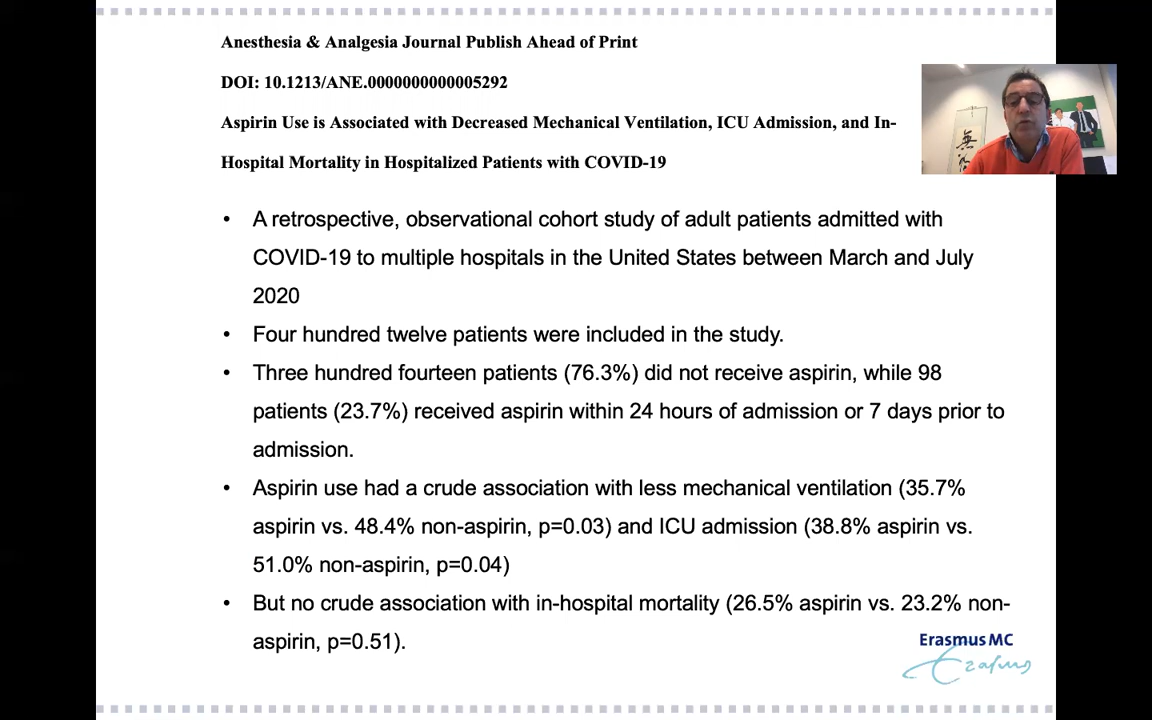 Anesthesia & Analgesia Journal Publish Ahead of Print
DOI: 10.1213/ANE.0000000000005292
Aspirin Use is Associated with Decreased Mechanical Ventilation, ICU Admission, and In-
Hospital Mortality in Hospitalized Patients with COVID-19
• A retrospective, observational cohort study of adult patients admitted with
COVID-19 to multiple hospitals in the United States between March and July
2020
• Four hundred twelve patients were included in the study.
• Three hundred fourteen patients (76.3%) did not receive aspirin, while 98
patients (23.7%) received aspirin within 24 hours of admission or 7 days prior to
admission.
• Aspirin use had a crude association with less mechanical ventilation (35.7%
aspirin vs. 48.4% non-aspirin, p=0.03) and ICU admission (38.8% aspirin vs.
51.0% non-aspirin, p=0.04)
• But no crude association with in-hospital mortality (26.5% aspirin vs. 23.2% non-
aspirin, p=0.51).
Erasmus MC
Erasmus
無